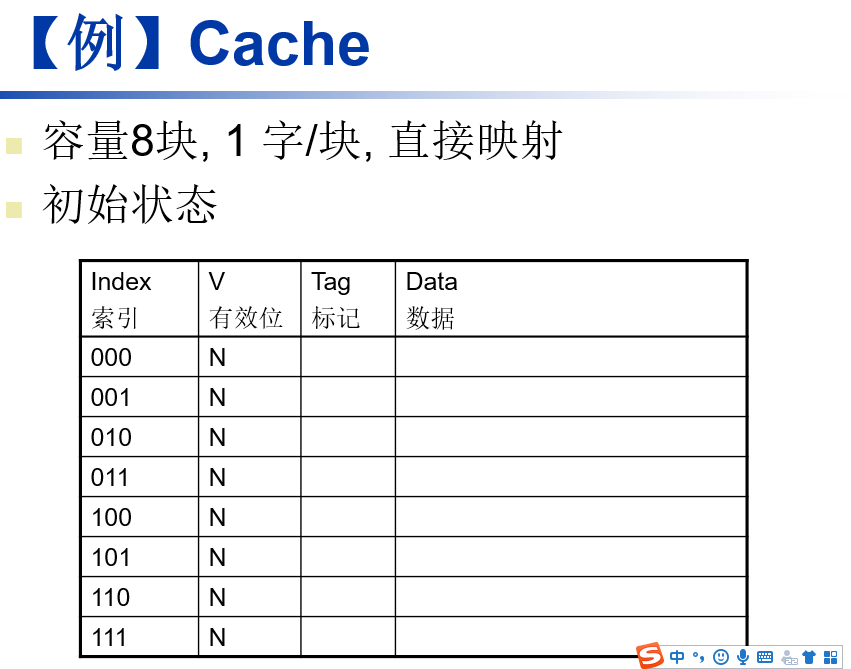 【例】Cache
容量8块, 1 字/块, 直接映射
初始状态
Index V Tag Data
索引 有效位 标记 数据
000 N
001 N
010 N
011 N
100 N
101 N
110 N
111 N
中